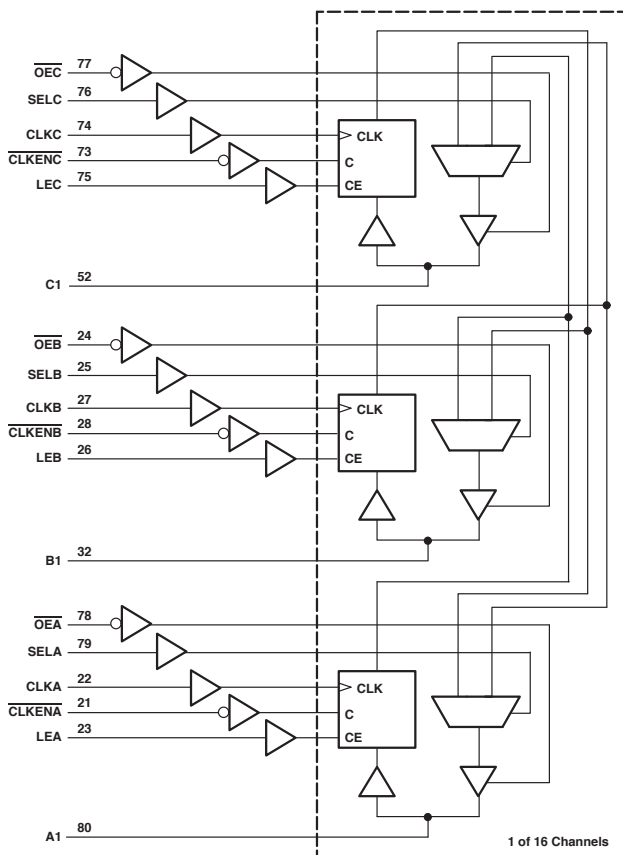 OEC 77
SELC 76
CLKC 74
CLKENC 73
LEC 75
CLK
C
CE
C1 52
OEB 24
SELB 25
CLKB 27
CLKENB 28
LEB 26
CLK
C
CE
B1 32
OEA 78
SELA 79
CLKA 22
CLKENA 21
LEA 23
CLK
C
CE
A1 80
1 of 16 Channels